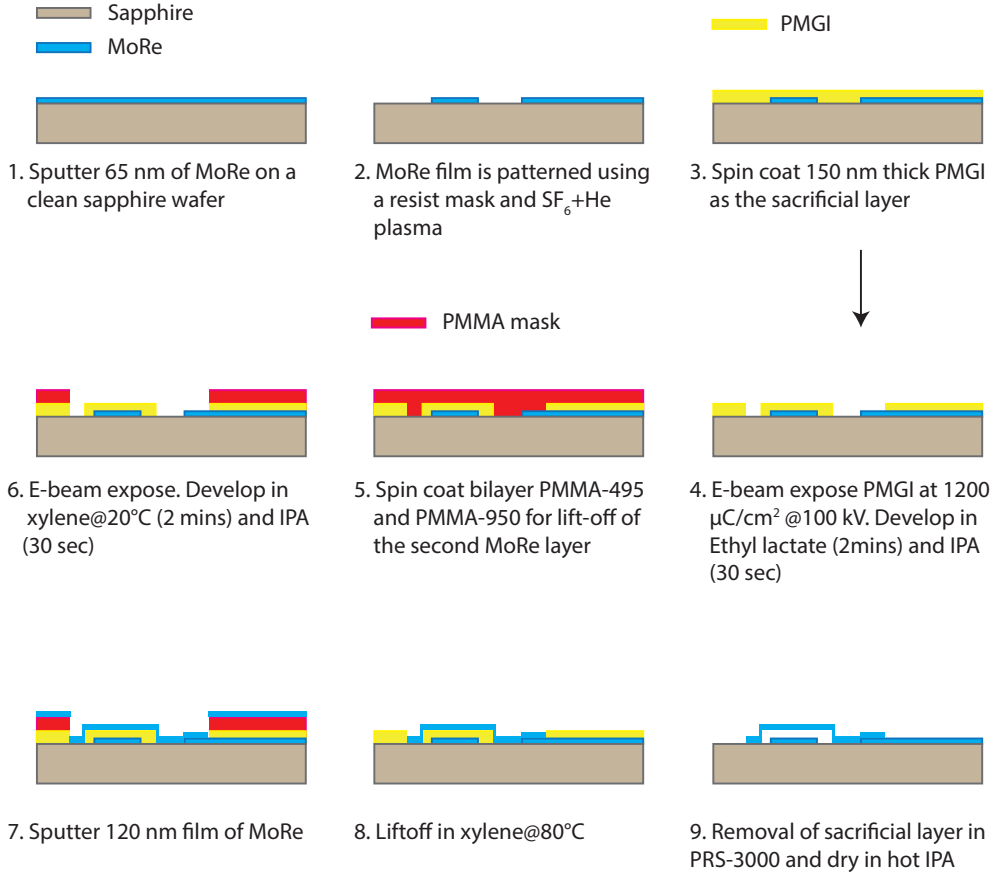 Sapphire
MoRe
PMGI
1. Sputter 65 nm of MoRe on a
clean sapphire wafer
2. MoRe film is patterned using
a resist mask and SF₆+He
plasma
3. Spin coat 150 nm thick PMGI
as the sacrificial layer
PMMA mask
6. E-beam expose. Develop in
xylene@20°C (2 mins) and IPA
(30 sec)
5. Spin coat bilayer PMMA-495
and PMMA-950 for lift-off of
the second MoRe layer
4. E-beam expose PMGI at 1200
μC/cm² @100 kV. Develop in
Ethyl lactate (2mins) and IPA
(30 sec)
7. Sputter 120 nm film of MoRe
8. Liftoff in xylene@80°C
9. Removal of sacrificial layer in
PRS-3000 and dry in hot IPA